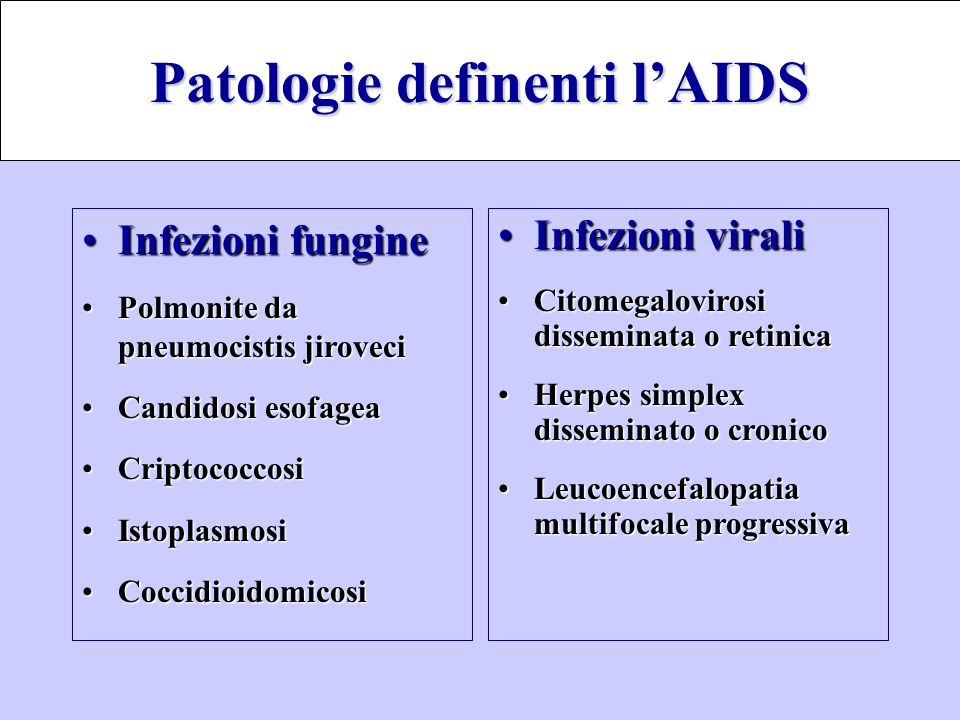 Patologie definenti l’AIDS
• Infezioni fungine
• Polmonite da
pneumocistis jiroveci
• Candidosi esofagea
• Criptococcosi
• Istoplasmosi
• Coccidioidomicosi
• Infezioni virali
• Citomegalovirosi
disseminata o retinica
• Herpes simplex
disseminato o cronico
• Leucoencefalopatia
multifocale progressiva